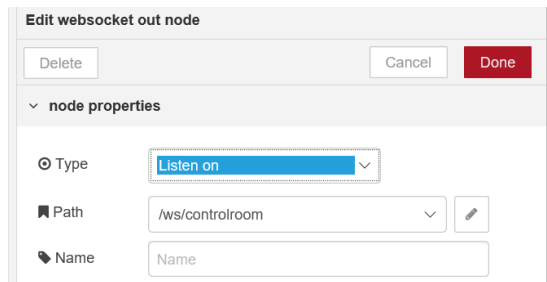 Edit websocket out node
Delete Cancel Done
node properties
Type Listen on
Path /ws/controlroom
Name Name